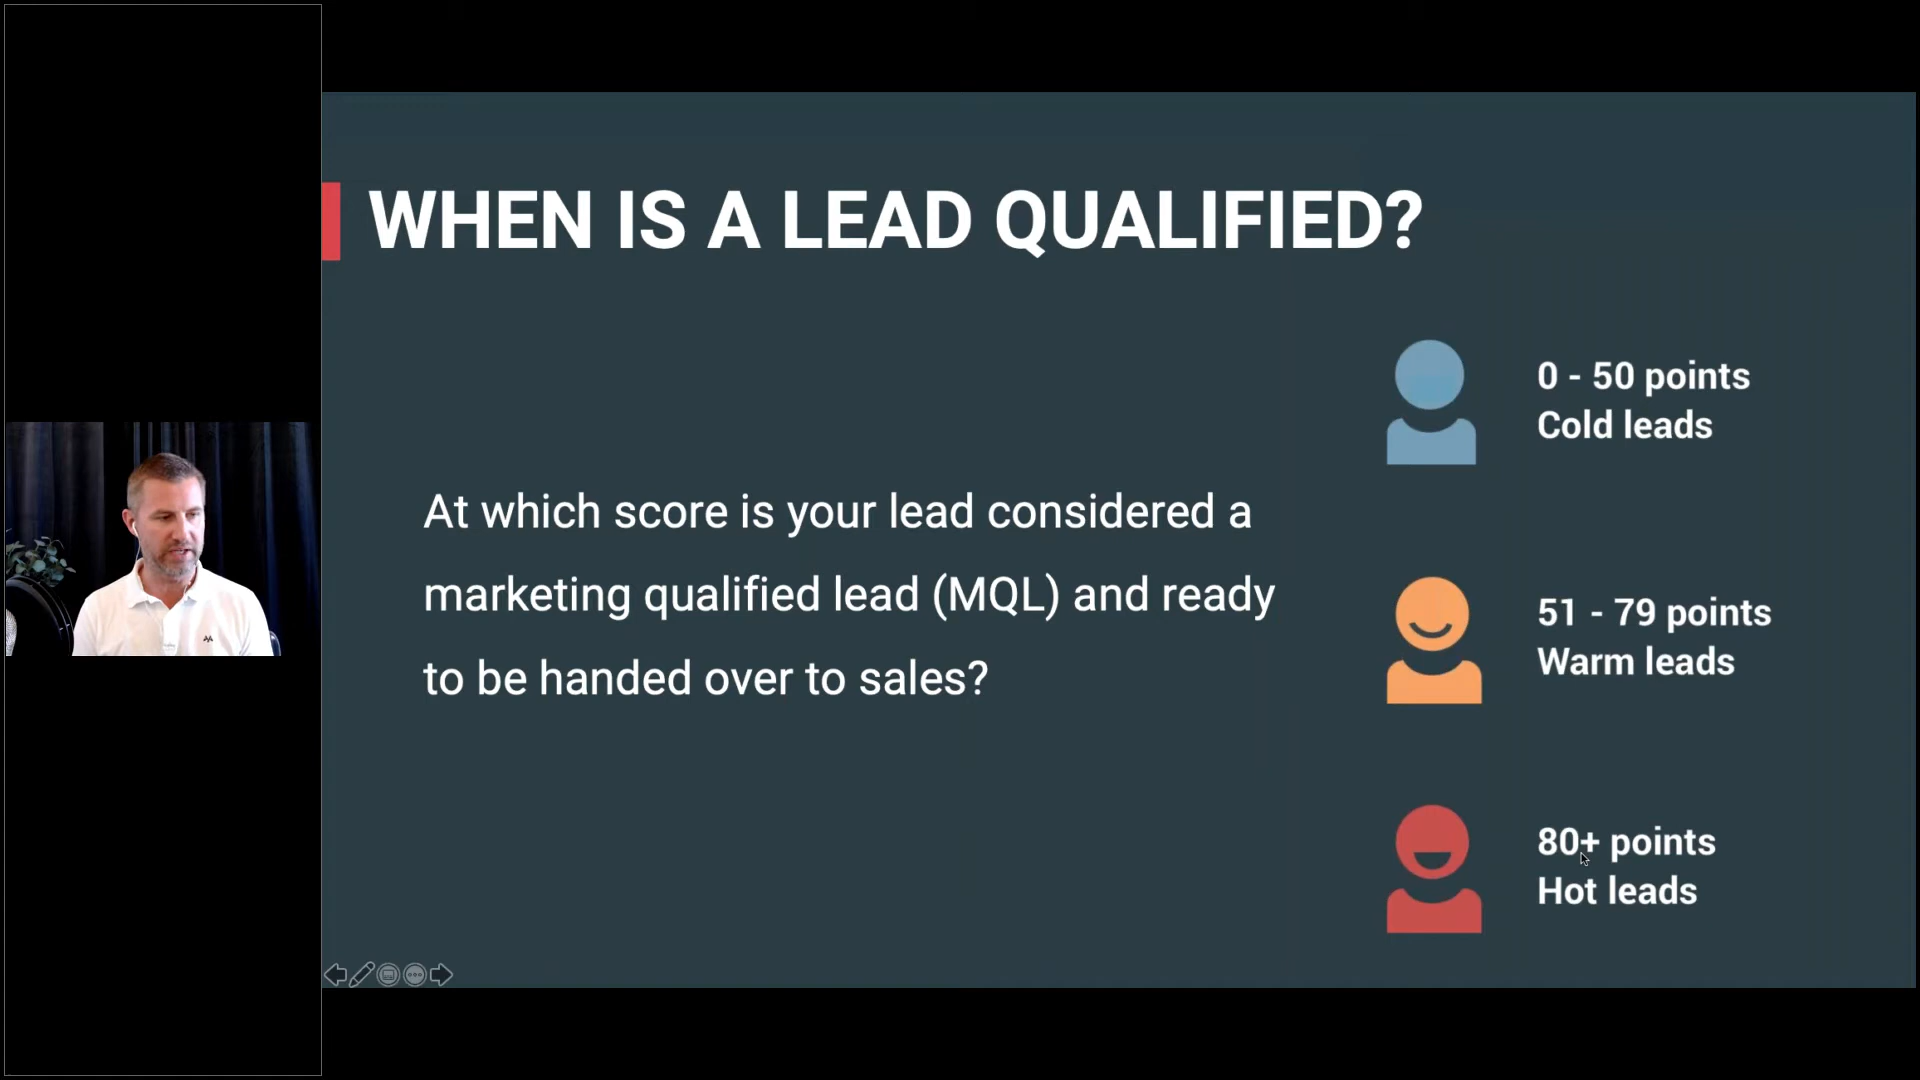 WHEN IS A LEAD QUALIFIED?
At which score is your lead considered a
marketing qualified lead (MQL) and ready
to be handed over to sales?
0 - 50 points
Cold leads
51 - 79 points
Warm leads
80+ points
Hot leads